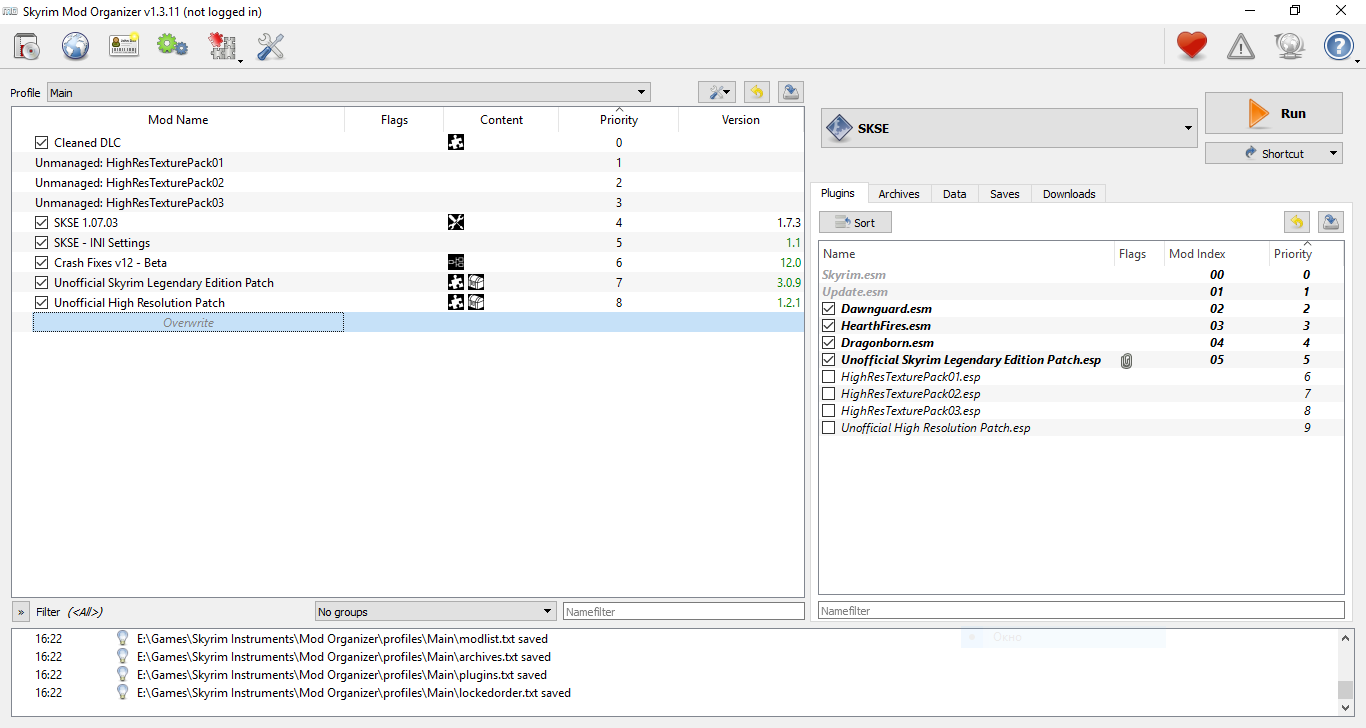 Skyrim Mod Organizer v1.3.11 (not logged in)
Profile Main
Mod Name Flags Content Priority Version
Cleaned DLC 0
Unmanaged: HighResTexturePack01 1
Unmanaged: HighResTexturePack02 2
Unmanaged: HighResTexturePack03 3
SKSE 1.07.03 4 1.7.3
SKSE - INI Settings 5 1.1
Crash Fixes v12 - Beta 6 12.0
Unofficial Skyrim Legendary Edition Patch 7 3.0.9
Unofficial High Resolution Patch 8 1.2.1
Overwrite
» Filter (<All>) No groups Namefilter
SKSE
Run
Shortcut
Plugins Archives Data Saves Downloads
Sort
Name Flags Mod Index Priority
Skyrim.esm 00 0
Update.esm 01 1
Dawnguard.esm 02 2
HearthFires.esm 03 3
Dragonborn.esm 04 4
Unofficial Skyrim Legendary Edition Patch.esp 05 5
HighResTexturePack01.esp 6
HighResTexturePack02.esp 7
HighResTexturePack03.esp 8
Unofficial High Resolution Patch.esp 9
Namefilter
Окно
16:22 E:\Games\Skyrim Instruments\Mod Organizer\profiles\Main\modlist.txt saved
16:22 E:\Games\Skyrim Instruments\Mod Organizer\profiles\Main\archives.txt saved
16:22 E:\Games\Skyrim Instruments\Mod Organizer\profiles\Main\plugins.txt saved
16:22 E:\Games\Skyrim Instruments\Mod Organizer\profiles\Main\lockedorder.txt saved